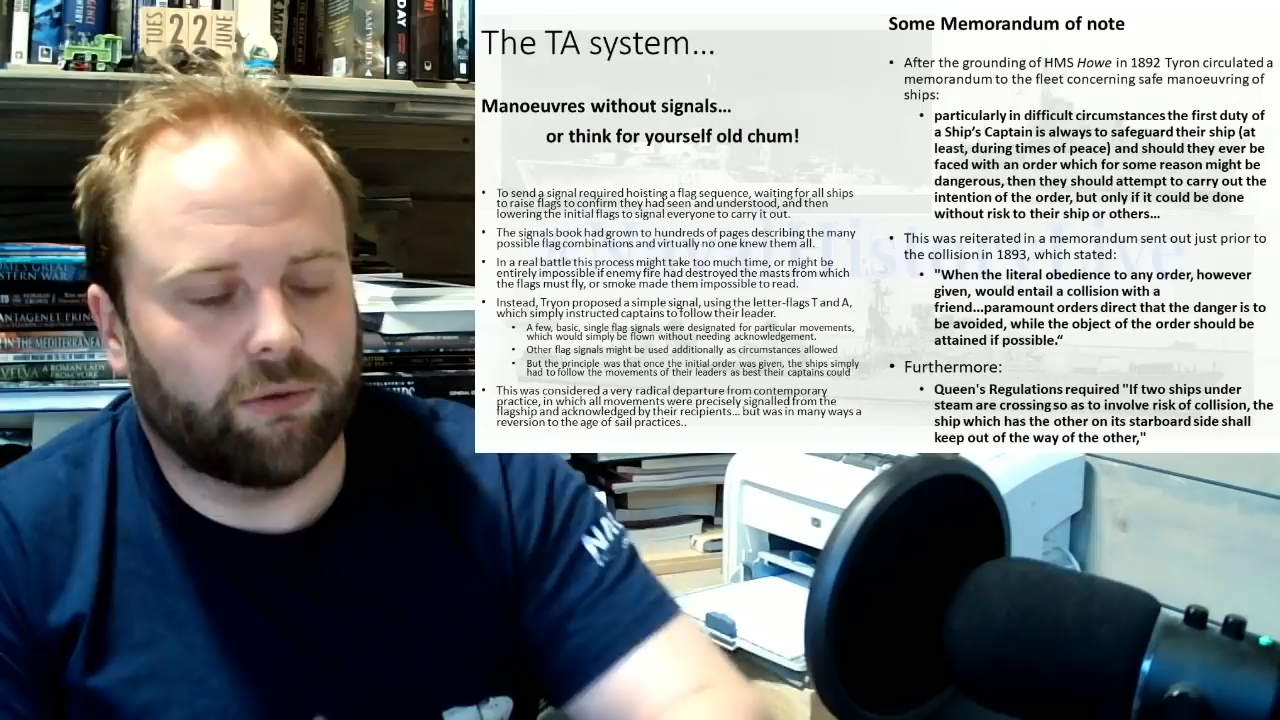 TUES 22 JUNE
The TA system...
Manoeuvres without signals...
or think for yourself old chum!
• To send a signal required hoisting a flag sequence, waiting for all ships
to raise flags to confirm they had seen and understood, and then
lowering the initial flags to signal everyone to carry it out.
• The signals book had grown to hundreds of pages describing the many
possible flag combinations and virtually no one knew them all.
• In a real battle this process might take too much time, or might be
entirely impossible if enemy fire had destroyed the masts from which
the flags must fly, or smoke made them impossible to read.
• Instead, Tryon proposed a simple signal, using the letter-flags T and A,
which simply instructed captains to follow their leader.
• A few, basic, single flag signals were designated for particular movements,
which would simply be flown without needing acknowledgement.
• Other flag signals might be used additionally as circumstances allowed
• But the principle was that once the initial order was given, the ships simply
had to follow the movements of their leaders as best their captains could
• This was considered a very radical departure from contemporary
practice, in which all movements were precisely signalled from the
flagship and acknowledged by their recipients... but was in many ways a
reversion to the age of sail practices..
Some Memorandum of note
• After the grounding of HMS Howe in 1892 Tyron circulated a
memorandum to the fleet concerning safe manoeuvring of
ships:
• particularly in difficult circumstances the first duty of
a Ship's Captain is always to safeguard their ship (at
least, during times of peace) and should they ever be
faced with an order which for some reason might be
dangerous, then they should attempt to carry out the
intention of the order, but only if it could be done
without risk to their ship or others...
• This was reiterated in a memorandum sent out just prior to
the collision in 1893, which stated:
• "When the literal obedience to any order, however
given, would entail a collision with a
friend...paramount orders direct that the danger is to
be avoided, while the object of the order should be
attained if possible."
• Furthermore:
• Queen's Regulations required "If two ships under
steam are crossing so as to involve risk of collision, the
ship which has the other on its starboard side shall
keep out of the way of the other,"
IN THE MEDITERRANEA
A ROMAN LADY
FROM YORK